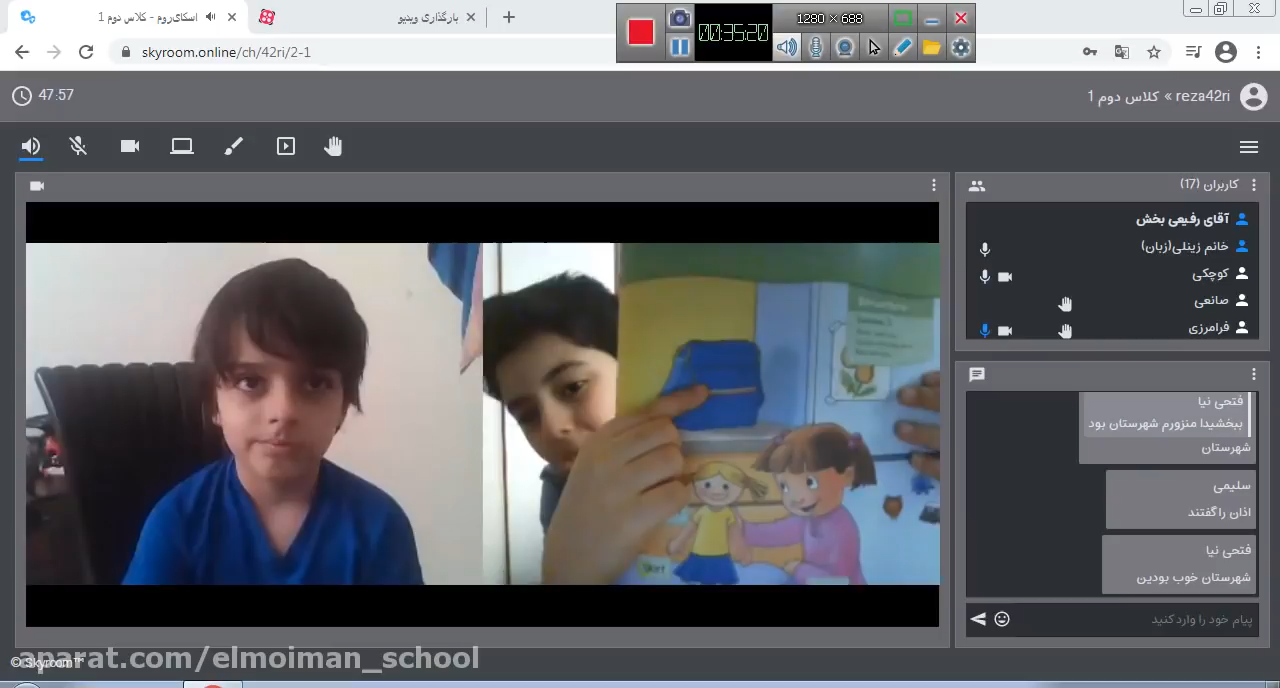 اسکای‌روم - کلاس دوم 1
بارگذاری ویدیو
00:35:20
1280 × 688
skyroom.online/ch/42ri/2-1
47:57
reza42ri » کلاس دوم 1
کاربران (17)
آقای رفیعی بخش
خانم زینلی(زبان)
کوچکی
صانعی
فرامرزی
Skirt
فتحی نیا
ببخشیدا منزورم شهرستان بود
شهرستان
سلیمی
اذان را گفتند
فتحی نیا
شهرستان خوب بودین
پیام خود را وارد کنید
© Skyroom™
aparat.com/elmoiman_school